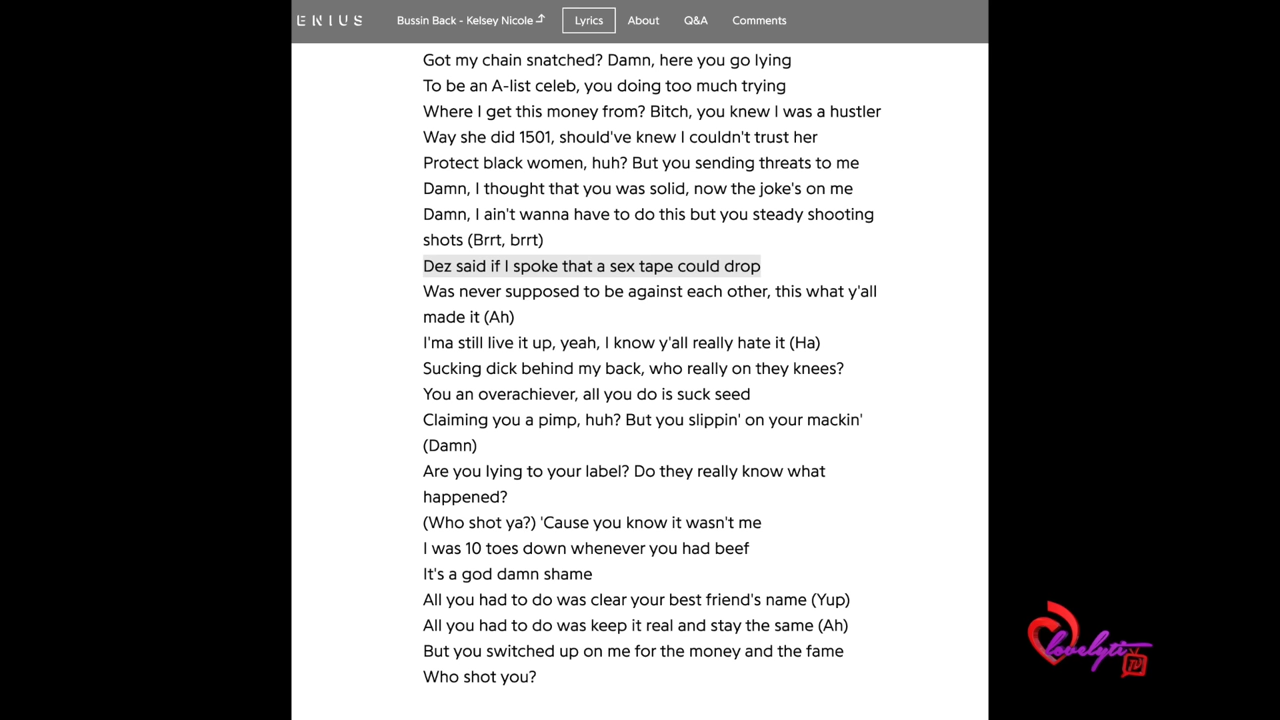 ENIUS
Bussin Back - Kelsey Nicole
Lyrics
About
Q&A
Comments
Got my chain snatched? Damn, here you go lying
To be an A-list celeb, you doing too much trying
Where I get this money from? Bitch, you knew I was a hustler
Way she did 1501, should've knew I couldn't trust her
Protect black women, huh? But you sending threats to me
Damn, I thought that you was solid, now the joke's on me
Damn, I ain't wanna have to do this but you steady shooting
shots (Brrt, brrt)
Dez said if I spoke that a sex tape could drop
Was never supposed to be against each other, this what y'all
made it (Ah)
I'ma still live it up, yeah, I know y'all really hate it (Ha)
Sucking dick behind my back, who really on they knees?
You an overachiever, all you do is suck seed
Claiming you a pimp, huh? But you slippin' on your mackin'
(Damn)
Are you lying to your label? Do they really know what
happened?
(Who shot ya?) 'Cause you know it wasn't me
I was 10 toes down whenever you had beef
It's a god damn shame
All you had to do was clear your best friend's name (Yup)
All you had to do was keep it real and stay the same (Ah)
But you switched up on me for the money and the fame
Who shot you?
lovelyti
TV